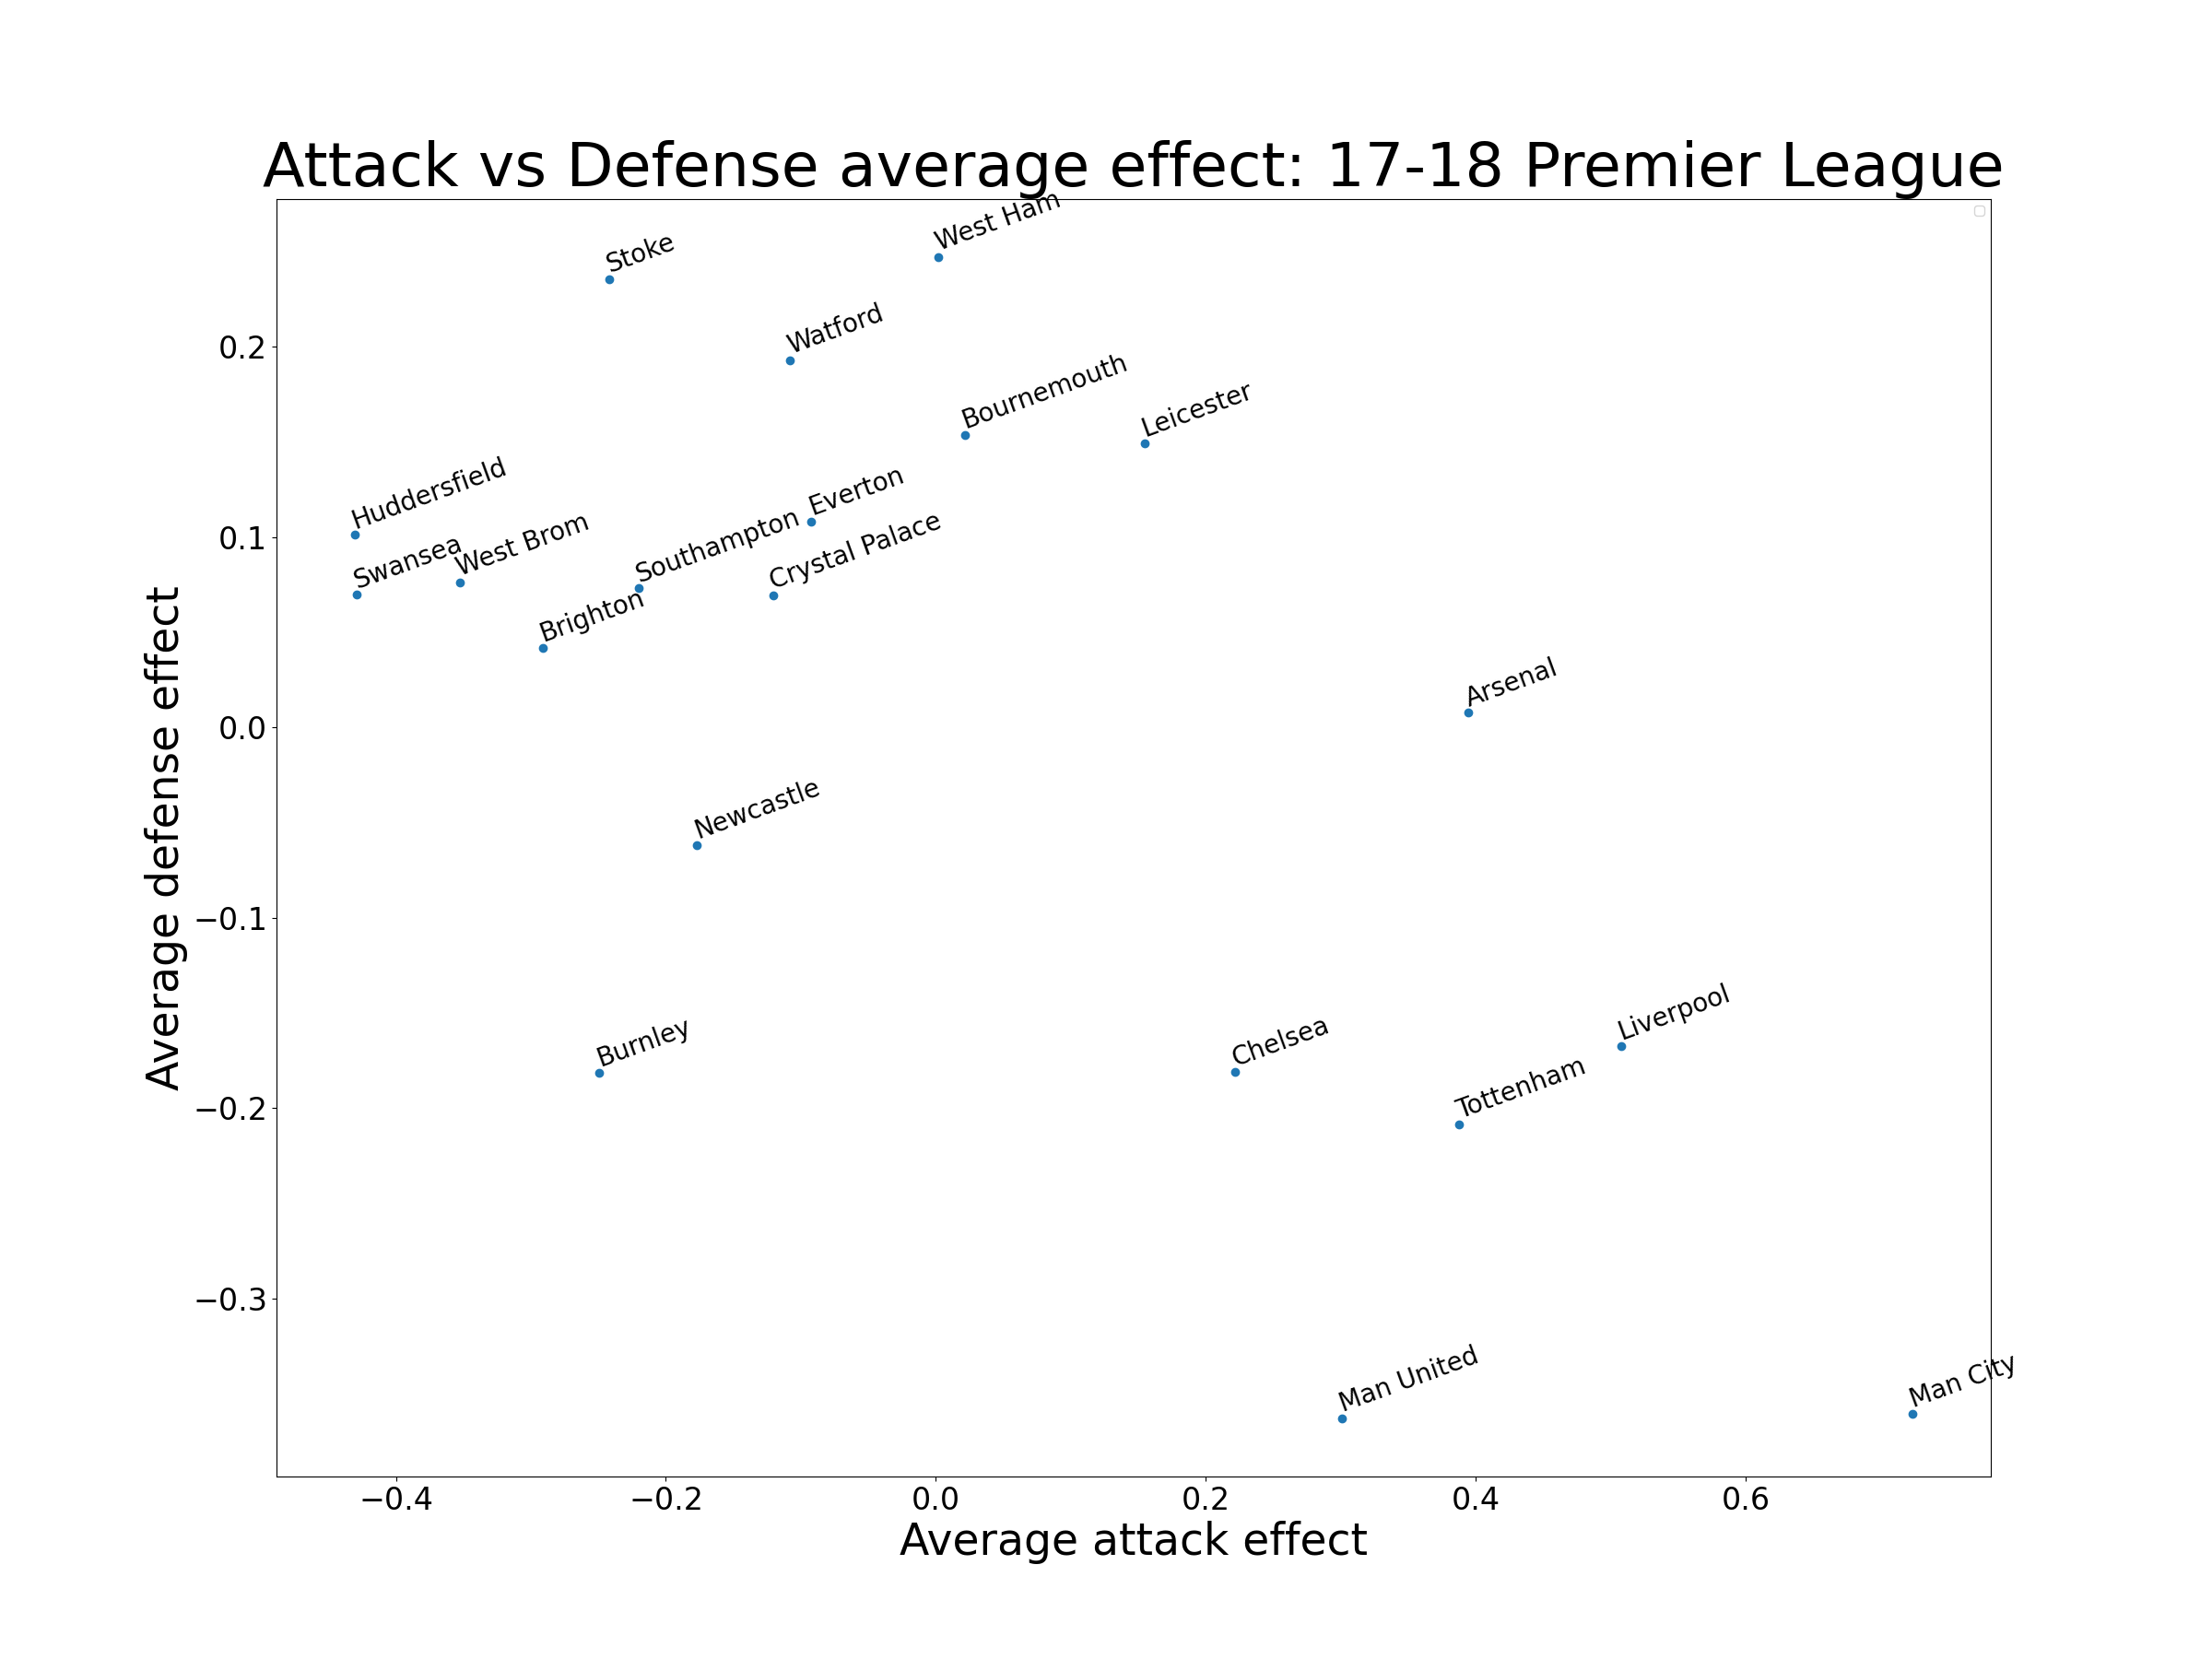 Attack vs Defense average effect: 17-18 Premier League
West Ham
Stoke
Watford
Bournemouth
Leicester
Huddersfield
Everton
Swansea
West Brom
Southampton
Crystal Palace
Brighton
Arsenal
Newcastle
Burnley
Chelsea
Liverpool
Tottenham
Man United
Man City
Average defense effect
0.2
0.1
0.0
−0.1
−0.2
−0.3
−0.4 −0.2 0.0 0.2 0.4 0.6
Average attack effect